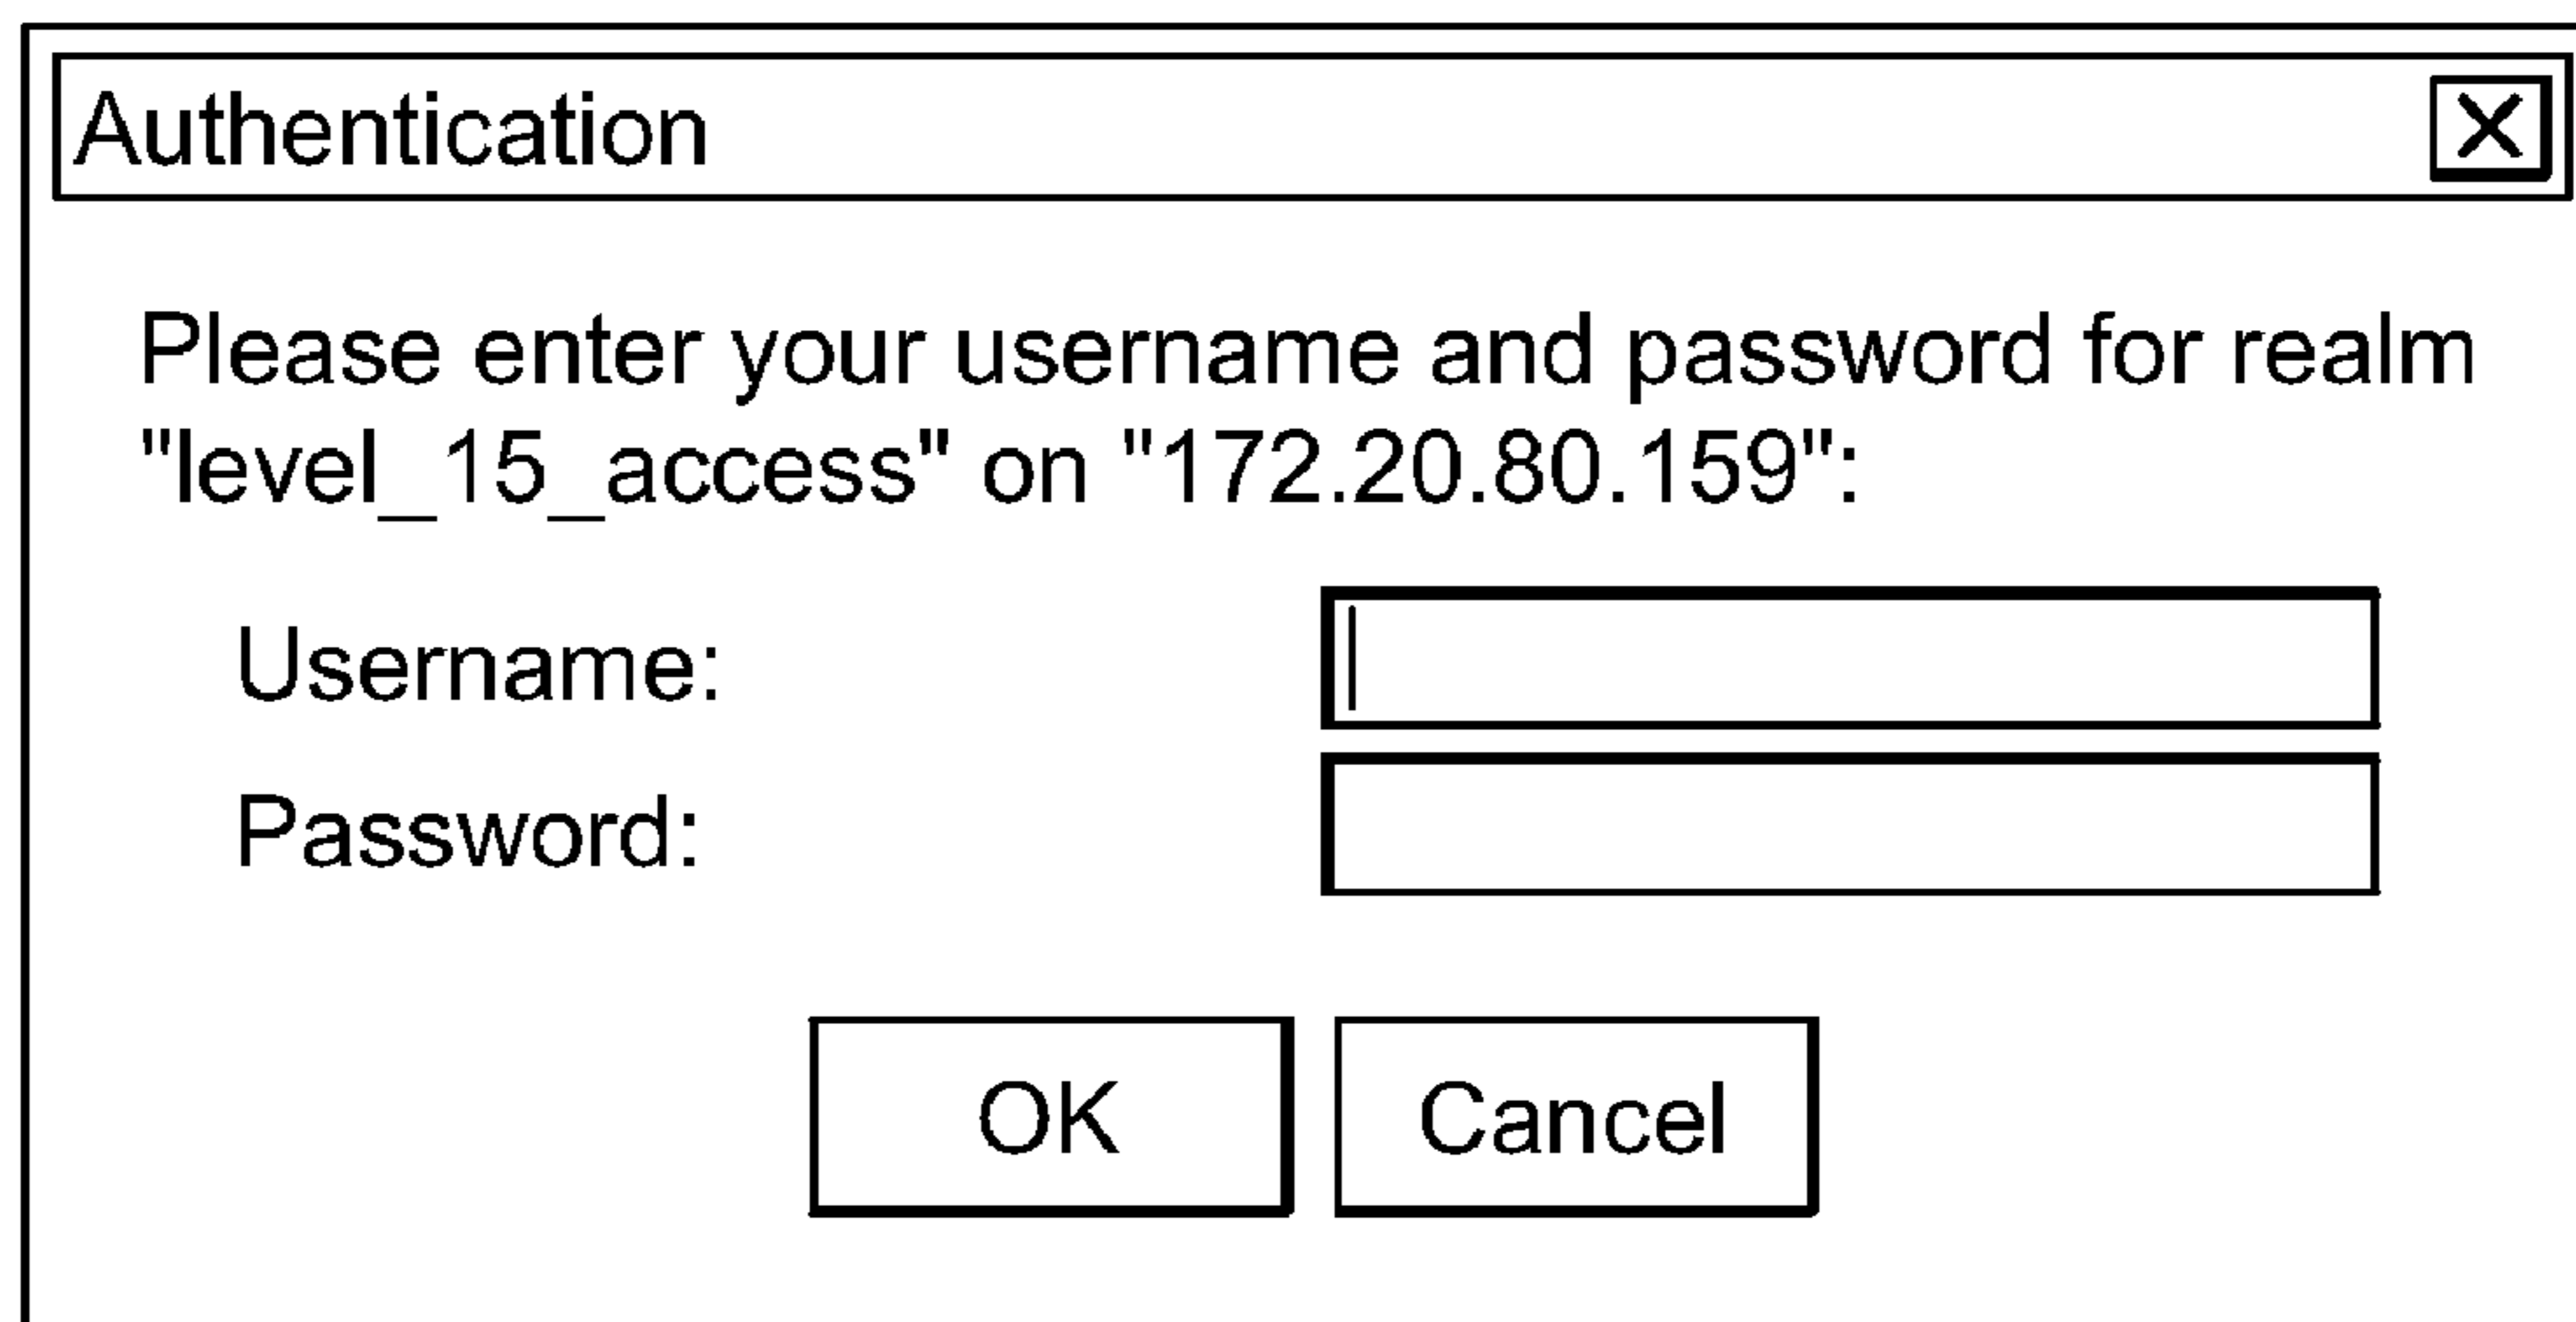 Authentication
Please enter your username and password for realm
"level_15_access" on "172.20.80.159":
Username:
Password:
OK Cancel